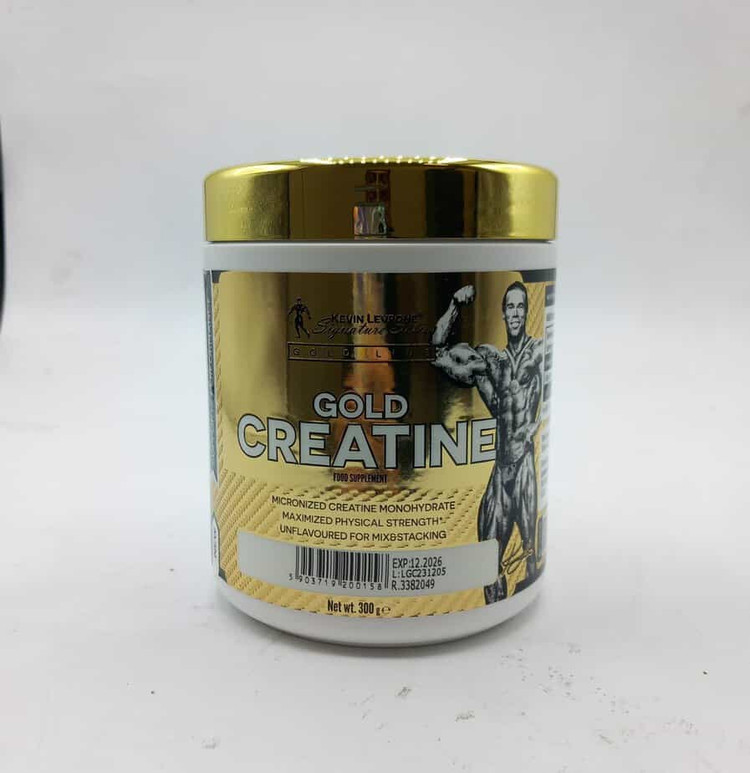 KEVIN LEVRONE
Signature Series
GOLD LINE
GOLD
CREATINE
FOOD SUPPLEMENT
MICRONIZED CREATINE MONOHYDRATE
MAXIMIZED PHYSICAL STRENGTH*
UNFLAVOURED FOR MIX&STACKING
5 903719 200158
EXP:12.2026
L:LGC231205
R.3382049
Net wt. 300 g ℮